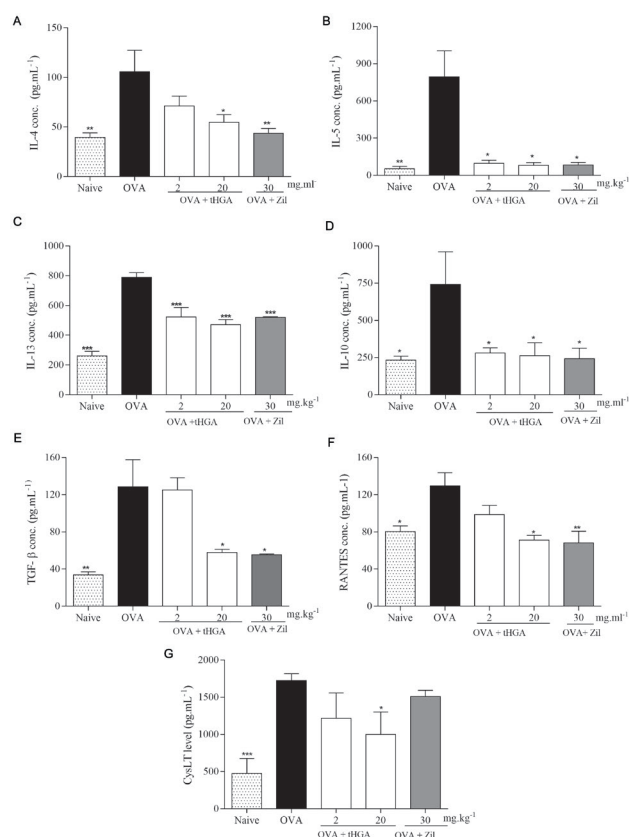 A
IL-4 conc. (pg.mL⁻¹)
150
100
50
0
**
*
**
Naive
OVA
2
20
30
mg.ml⁻
OVA + tHGA
OVA + Zil
B
IL-5 conc. (pg.mL⁻¹)
1200
900
600
300
0
**
*
*
*
Naive
OVA
2
20
30
mg.kg⁻¹
OVA + tHGA
OVA + Zil
C
IL-13 conc. (pg.mL⁻¹)
800
600
400
200
0
***
***
***
***
Naive
OVA
2
20
30
mg.kg⁻¹
OVA +tHGA
OVA + Zil
D
IL-10 conc. (pg.mL⁻¹)
1000
750
500
250
0
*
*
*
*
Naive
OVA
2
20
30
mg.ml⁻¹
OVA + tHGA
OVA + Zil
E
TGF- β conc. (pg.mL⁻¹)
160
120
80
40
0
**
*
*
Naive
OVA
2
20
30
mg.kg⁻¹
OVA + tHGA
OVA + Zil
F
RANTES conc. (pg.mL-1)
160
120
80
40
0
*
*
**
Naive
OVA
2
20
30
mg.ml⁻¹
OVA + tHGA
OVA+ Zil
G
CysLT level (pg.mL⁻¹)
2000
1500
1000
500
0
***
*
Naive
OVA
2
20
30
mg.kg⁻¹
OVA + tHGA
OVA + Zil